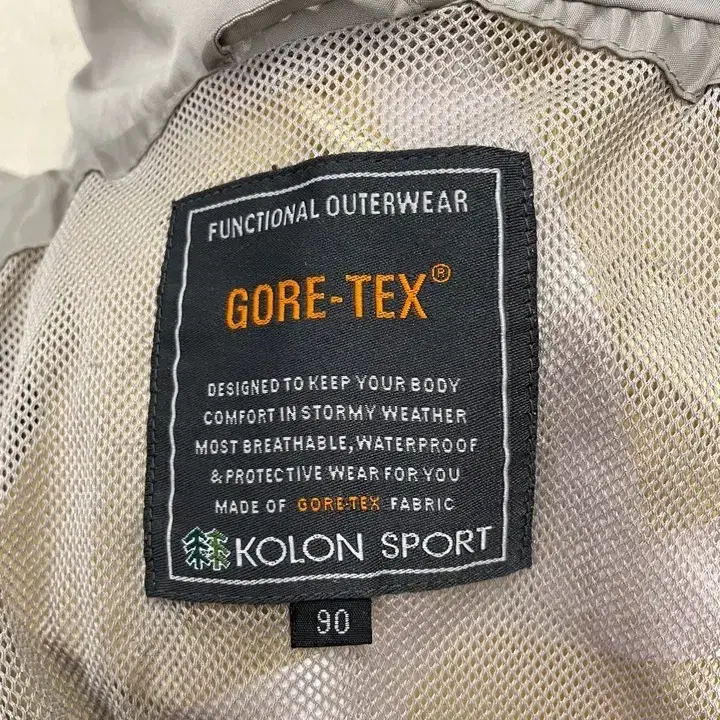 FUNCTIONAL OUTERWEAR
GORE-TEX®
DESIGNED TO KEEP YOUR BODY
COMFORT IN STORMY WEATHER
MOST BREATHABLE, WATERPROOF
& PROTECTIVE WEAR FOR YOU
MADE OF GORE-TEX FABRIC
KOLON SPORT
90